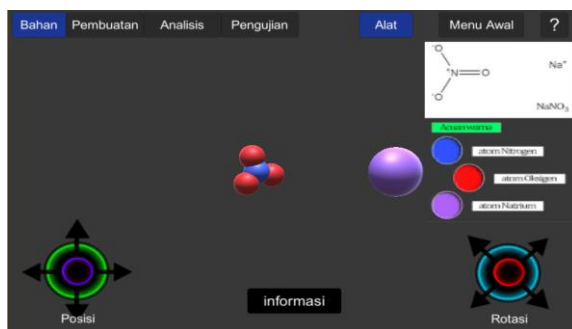 Bahan Pembuatan Analisis Pengujian Alat Menu Awal ?
⁻O
⁺N O
⁻O
Na⁺
NaNO₃
Acuan warna
atom Nitrogen
atom Oksigen
atom Natrium
Posisi
informasi
Rotasi